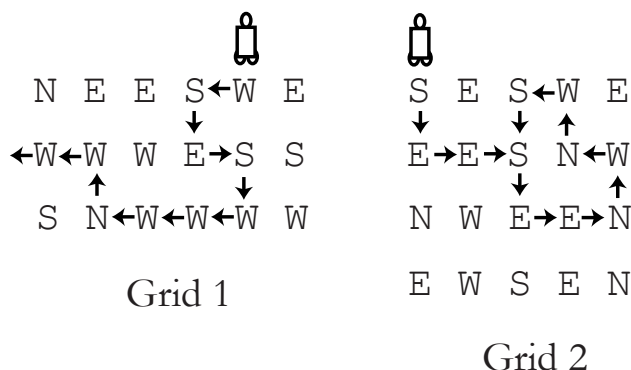 N E E S W E
W W W E S S
S N W W W W
Grid 1
S E S W E
E E S N W
N W E E N
E W S E N
Grid 2